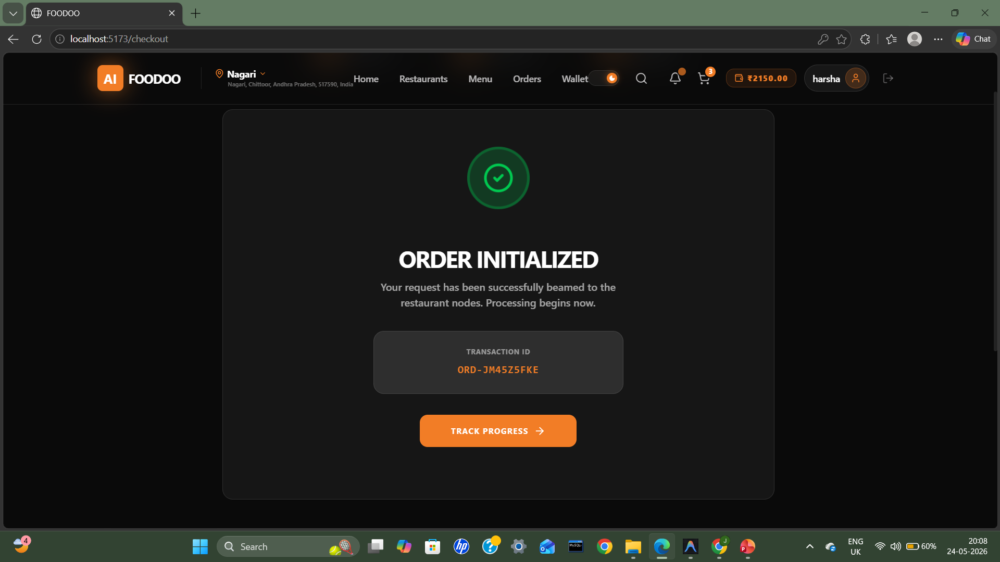 FOODOO
localhost:5173/checkout
Chat
AI FOODOO
Nagari
Nagari, Chittoor, Andhra Pradesh, 517590, India
Home
Restaurants
Menu
Orders
Wallet
3
₹2150.00
harsha
ORDER INITIALIZED
Your request has been successfully beamed to the
restaurant nodes. Processing begins now.
TRANSACTION ID
ORD-JM45Z5FKE
TRACK PROGRESS
4
Search
hp
MySQL
J
P
ENG
UK
60%
20:08
24-05-2026